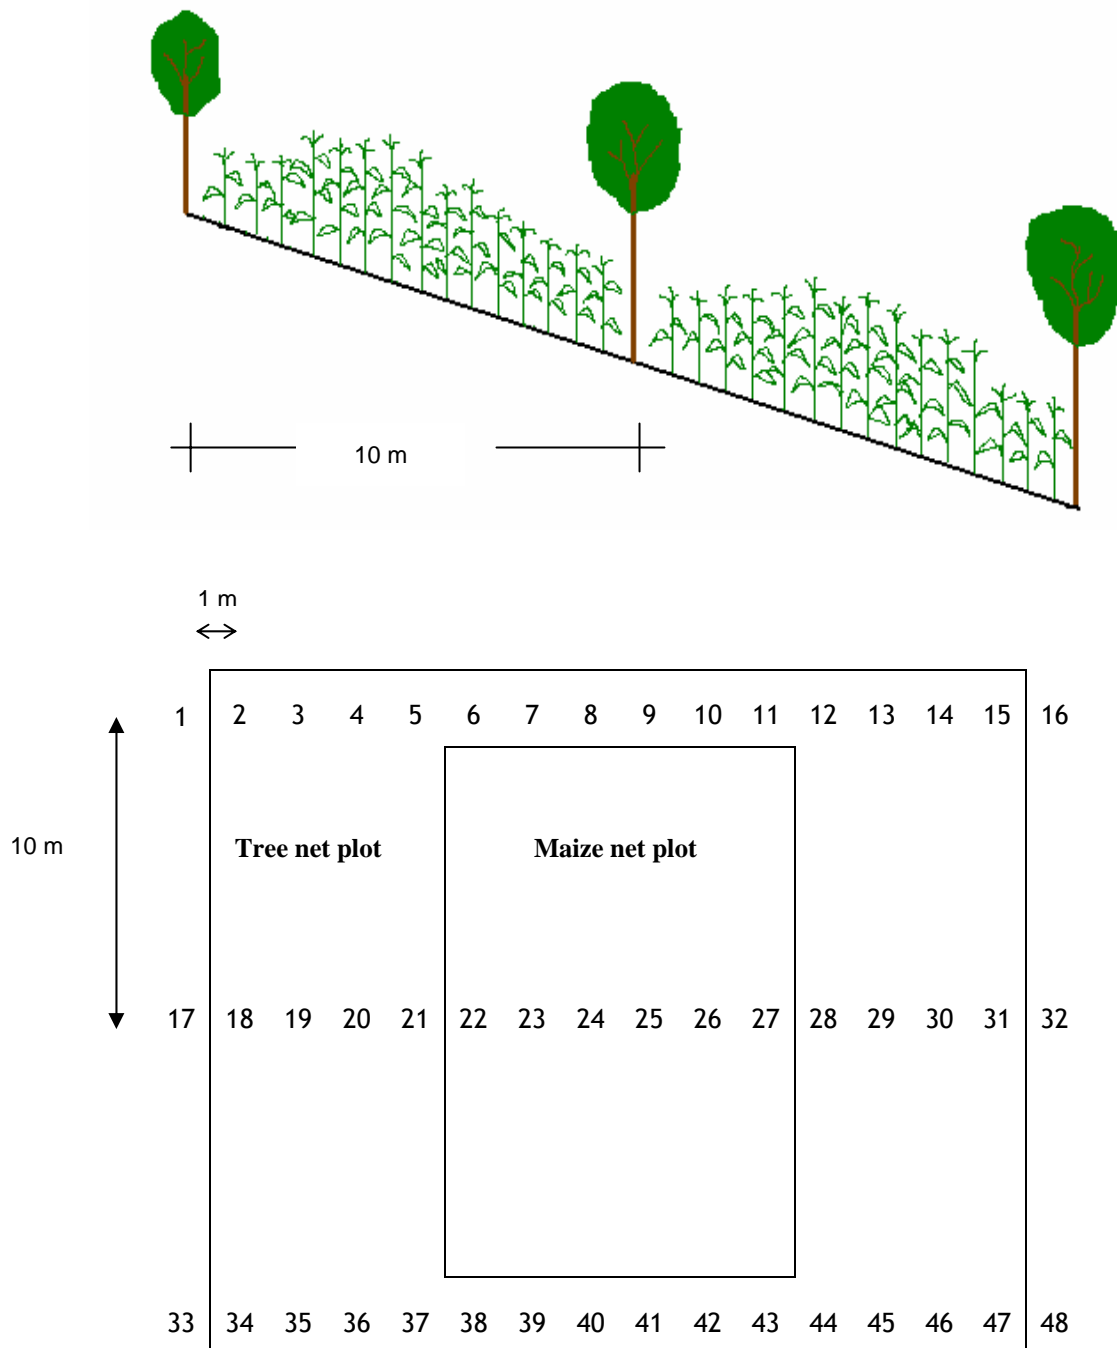 10 m
1 m
1 2 3 4 5 6 7 8 9 10 11 12 13 14 15 16
10 m
Tree net plot Maize net plot
17 18 19 20 21 22 23 24 25 26 27 28 29 30 31 32
33 34 35 36 37 38 39 40 41 42 43 44 45 46 47 48